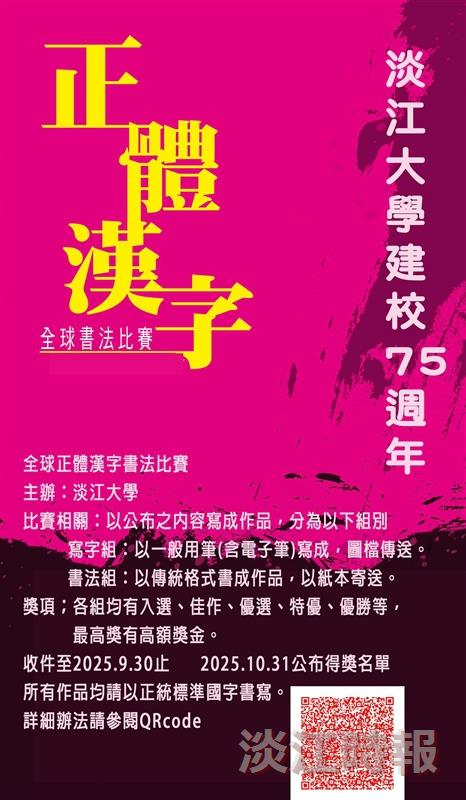 正體漢字
全球書法比賽
淡江大學建校75週年
全球正體漢字書法比賽
主辦：淡江大學
比賽相關：以公布之內容寫成作品，分為以下組別
寫字組：以一般用筆(含電子筆)寫成，圖檔傳送。
書法組：以傳統格式書成作品，以紙本寄送。
獎項；各組均有入選、佳作、優選、特優、優勝等，
最高獎有高額獎金。
收件至2025.9.30止 2025.10.31公布得獎名單
所有作品均請以正統標準國字書寫。
詳細辦法請參閱QRcode
淡江時報